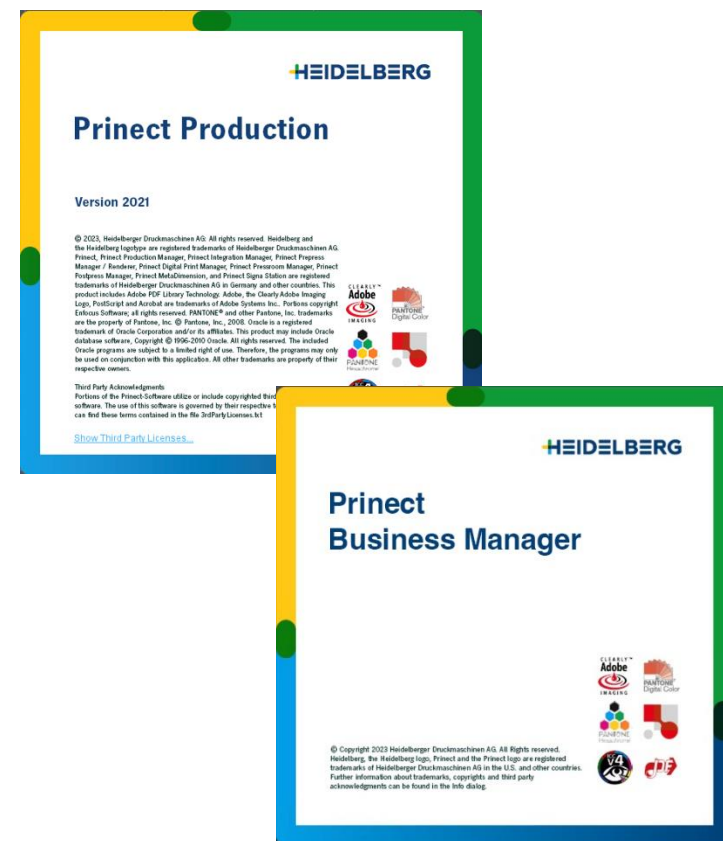 HEIDELBERG
Prinect Production
Version 2021
© 2023, Heidelberger Druckmaschinen AG: All rights reserved. Heidelberg and
the Heidelberg logotype are registered trademarks of Heidelberger Druckmaschinen AG.
Prinect, Prinect Production Manager, Prinect Integration Manager, Prinect Prepress
Manager / Renderer, Prinect Digital Print Manager, Prinect Pressroom Manager, Prinect
Postpress Manager, Prinect MetaDimension, and Prinect Signa Station are registered
trademarks of Heidelberger Druckmaschinen AG in Germany and other countries. This
product includes Adobe PDF Library Technology. Adobe, the Clearly Adobe Imaging
Logo, PostScript and Acrobat are trademarks of Adobe Systems Inc.. Portions copyright
Enfocus Software; all rights reserved. PANTONE® and other Pantone, Inc. trademarks
are the property of Pantone, Inc. © Pantone, Inc., 2008. Oracle is a registered
trademark of Oracle Corporation and/or its affiliates. This product may include Oracle
database software, Copyright © 1996-2010 Oracle. All rights reserved. The included
Oracle programs are subject to a limited right of use. Therefore, the programs may only
be used on conjunction with this application. All other trademarks are property of their
respective owners.
Third Party Acknowledgments
Portions of the Prinect-Software utilize or include copyrighted third
software. The use of this software is governed by their respective
can find these terms contained in the file 3rdPartyLicenses.txt
Show Third Party Licenses...
CLEARLY™
Adobe
IMAGING
PANTONE®
Digital Color
PANTONE
Hexachrome
HEIDELBERG
Prinect
Business Manager
CLEARLY™
Adobe
IMAGING
PANTONE®
Digital Color
PANTONE
Hexachrome
V4
© Copyright 2023 Heidelberger Druckmaschinen AG. All Rights reserved.
Heidelberg, the Heidelberg logo, Prinect and the Prinect logo are registered
trademarks of Heidelberger Druckmaschinen AG in the U.S. and other countries.
Further information about trademarks, copyrights and third party
acknowledgments can be found in the Info dialog.